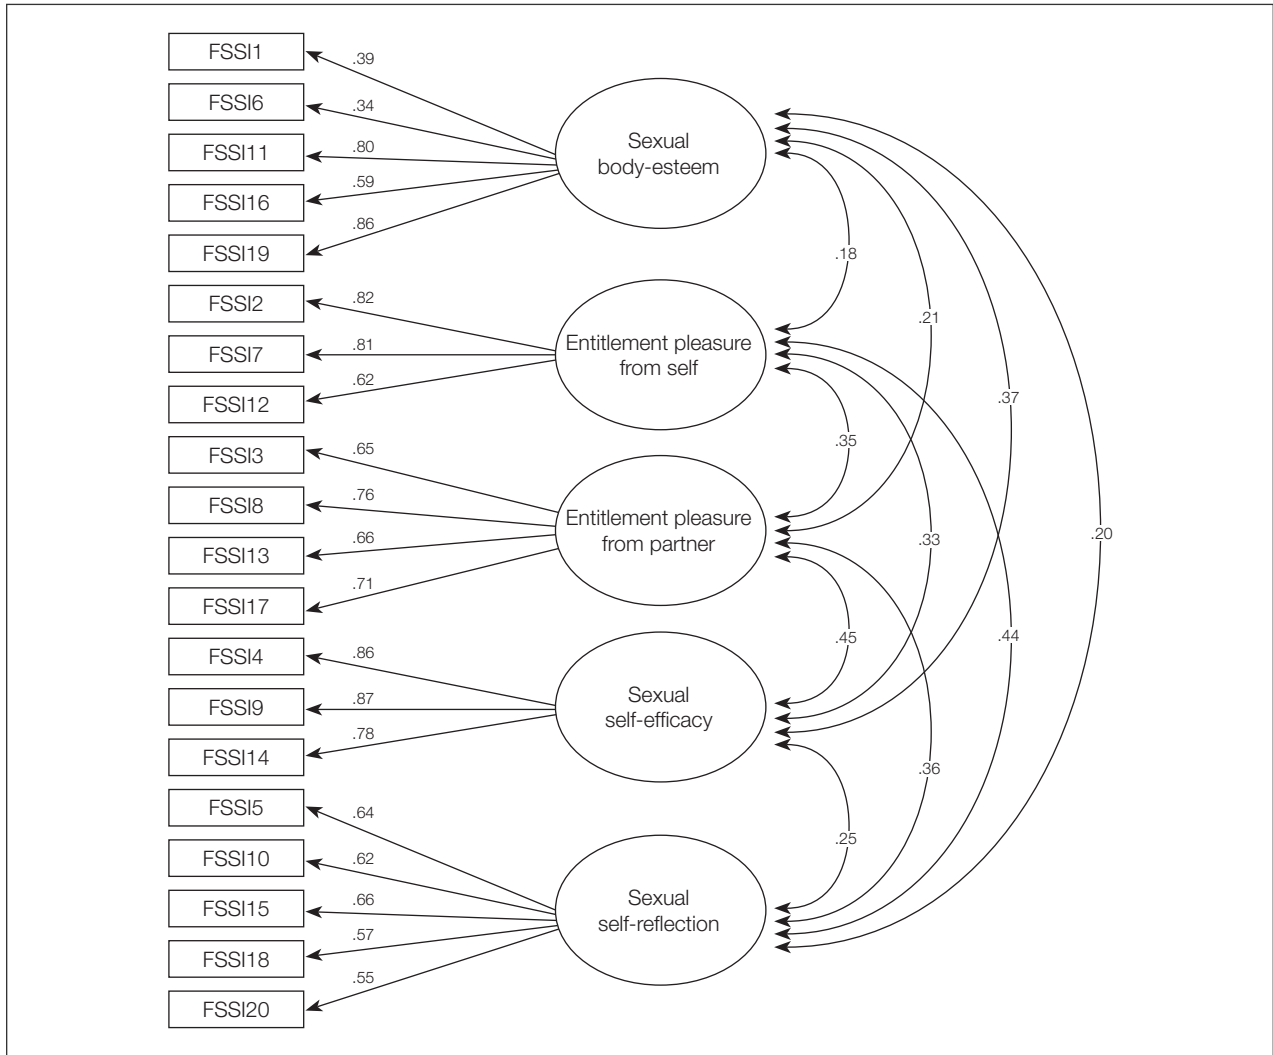 FSSI1
.39
FSSI6
.34
FSSI11
.80
FSSI16
.59
FSSI19
.86
Sexual
body-esteem
.18
FSSI2
.82
FSSI7
.81
FSSI12
.62
Entitlement pleasure
from self
.21
.37
.35
FSSI3
.65
FSSI8
.76
FSSI13
.66
FSSI17
.71
Entitlement pleasure
from partner
.33
.20
.45
.44
FSSI4
.86
FSSI9
.87
FSSI14
.78
Sexual
self-efficacy
.36
.25
FSSI5
.64
FSSI10
.62
FSSI15
.66
FSSI18
.57
FSSI20
.55
Sexual
self-reflection